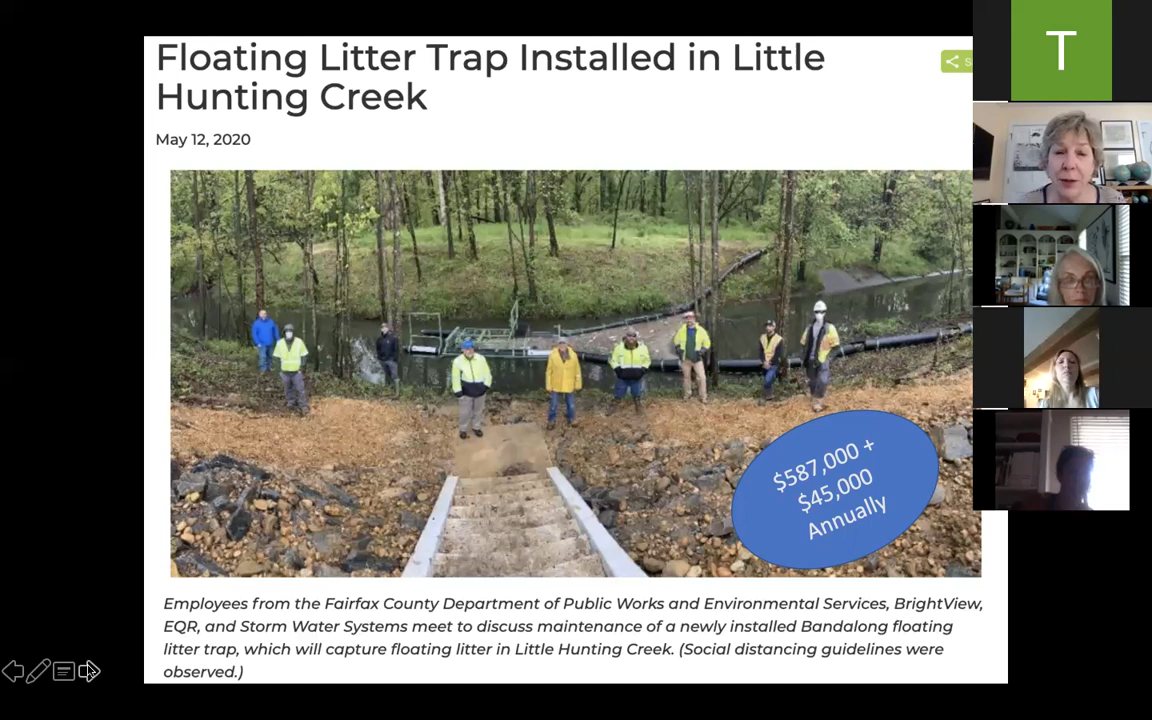 Floating Litter Trap Installed in Little
Hunting Creek
S
May 12, 2020
$587,000 +
$45,000
Annually
Employees from the Fairfax County Department of Public Works and Environmental Services, BrightView,
EQR, and Storm Water Systems meet to discuss maintenance of a newly installed Bandalong floating
litter trap, which will capture floating litter in Little Hunting Creek. (Social distancing guidelines were
observed.)
T